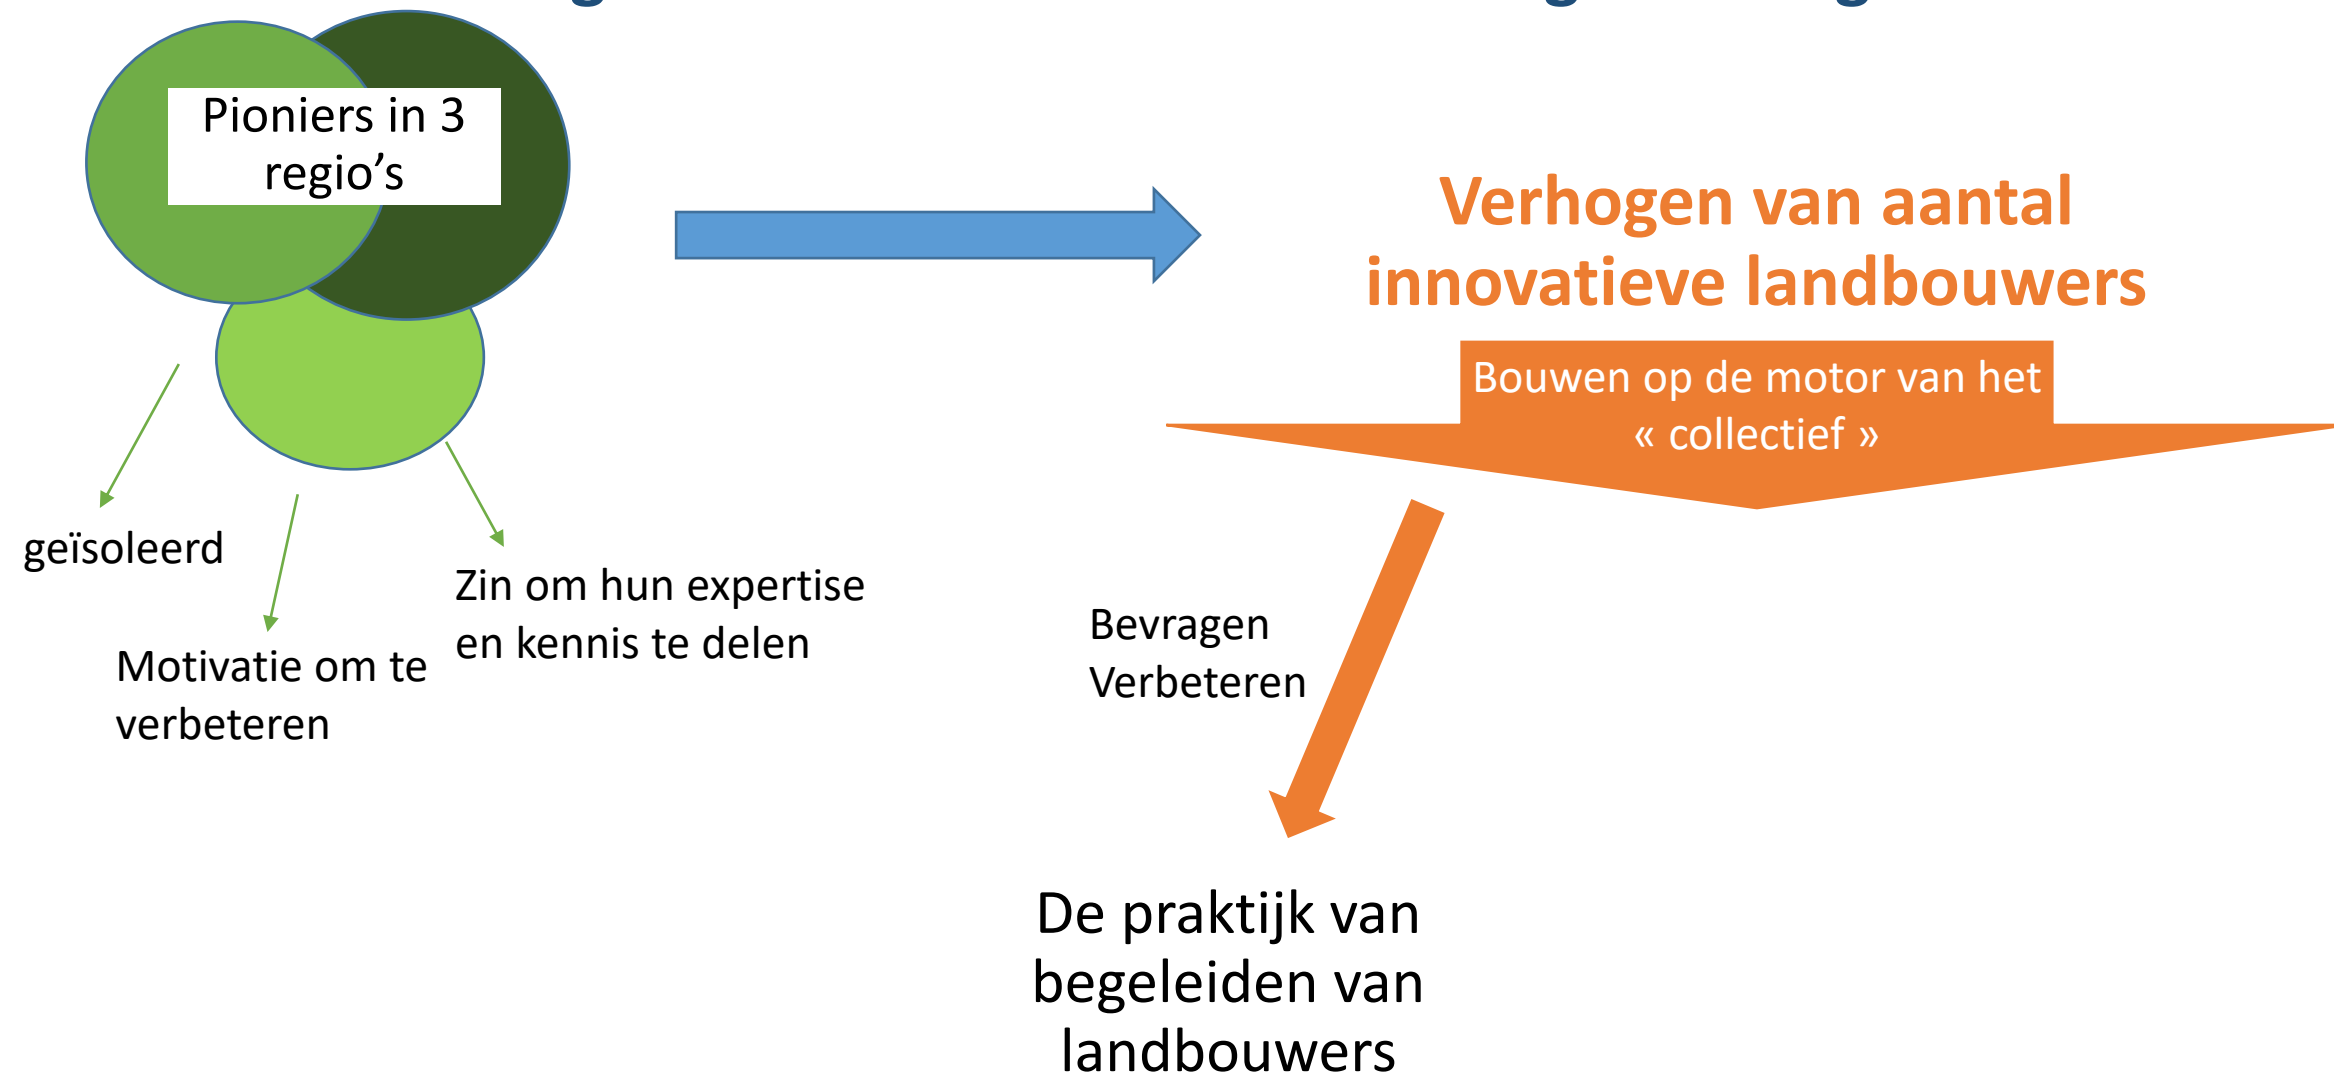 Pioniers in 3
regio’s
Verhogen van aantal
innovatieve landbouwers
Bouwen op de motor van het
« collectief »
geïsoleerd
Motivatie om te
verbeteren
Zin om hun expertise
en kennis te delen
Bevragen
Verbeteren
De praktijk van
begeleiden van
landbouwers